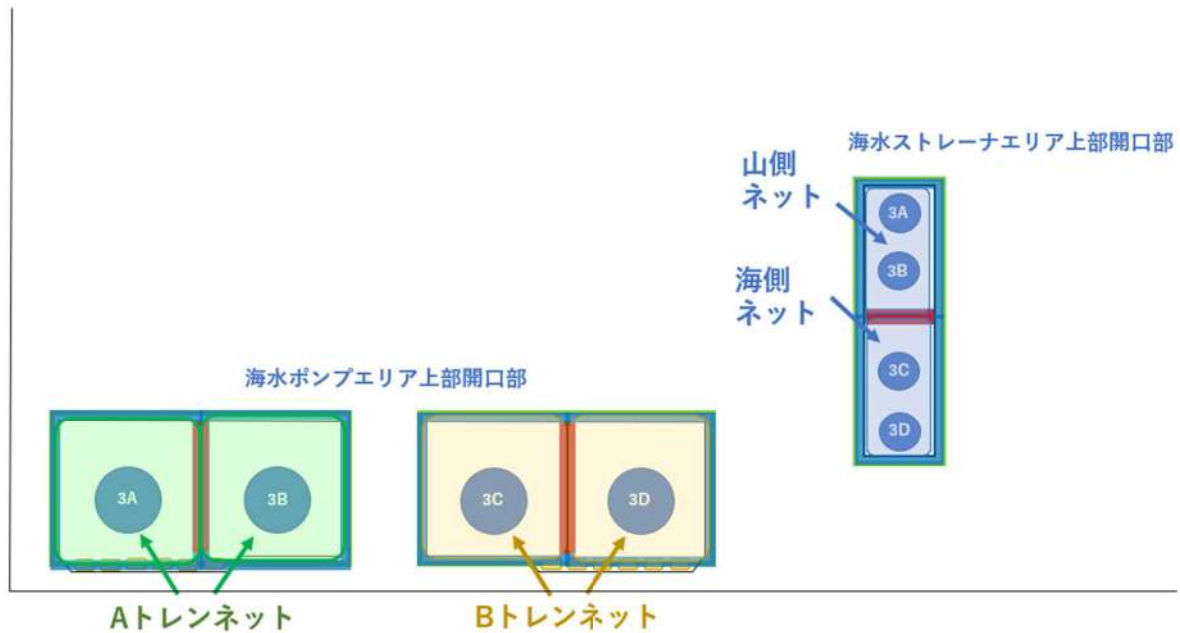 海水ストレーナエリア上部開口部
山側
ネット
3A
3B
海側
ネット
3C
3D
海水ポンプエリア上部開口部
3A
3B
3C
3D
Aトレンネット
Bトレンネット